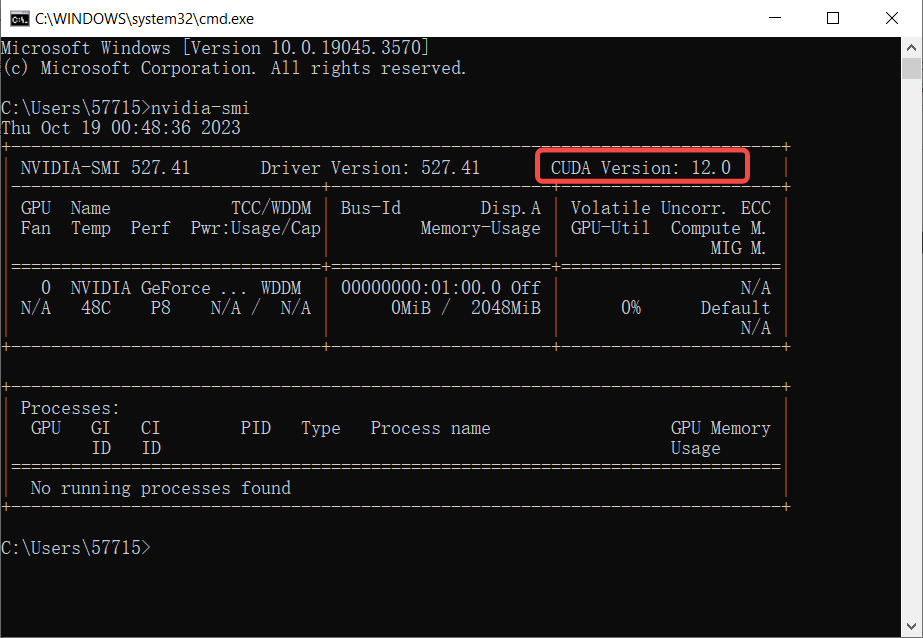 C:\WINDOWS\system32\cmd.exe
Microsoft Windows [Version 10.0.19045.3570]
(c) Microsoft Corporation. All rights reserved.
C:\Users\57715>nvidia-smi
Thu Oct 19 00:48:36 2023
+-----------------------------------------------------------------------------+
| NVIDIA-SMI 527.41       Driver Version: 527.41       CUDA Version: 12.0     |
|-------------------------------+----------------------+----------------------+
| GPU  Name            TCC/WDDM | Bus-Id        Disp.A | Volatile Uncorr. ECC |
| Fan  Temp  Perf  Pwr:Usage/Cap|         Memory-Usage | GPU-Util  Compute M. |
|                               |                      |               MIG M. |
|===============================+======================+======================|
|   0  NVIDIA GeForce ... WDDM  | 00000000:01:00.0 Off |                  N/A |
| N/A   48C    P8    N/A /  N/A |      0MiB /  2048MiB |      0%      Default |
|                               |                      |                  N/A |
+-------------------------------+----------------------+----------------------+
+-----------------------------------------------------------------------------+
| Processes:                                                                  |
|  GPU   GI   CI        PID   Type   Process name                  GPU Memory |
|        ID   ID                                                   Usage      |
|=============================================================================|
|  No running processes found                                                 |
+-----------------------------------------------------------------------------+
C:\Users\57715>